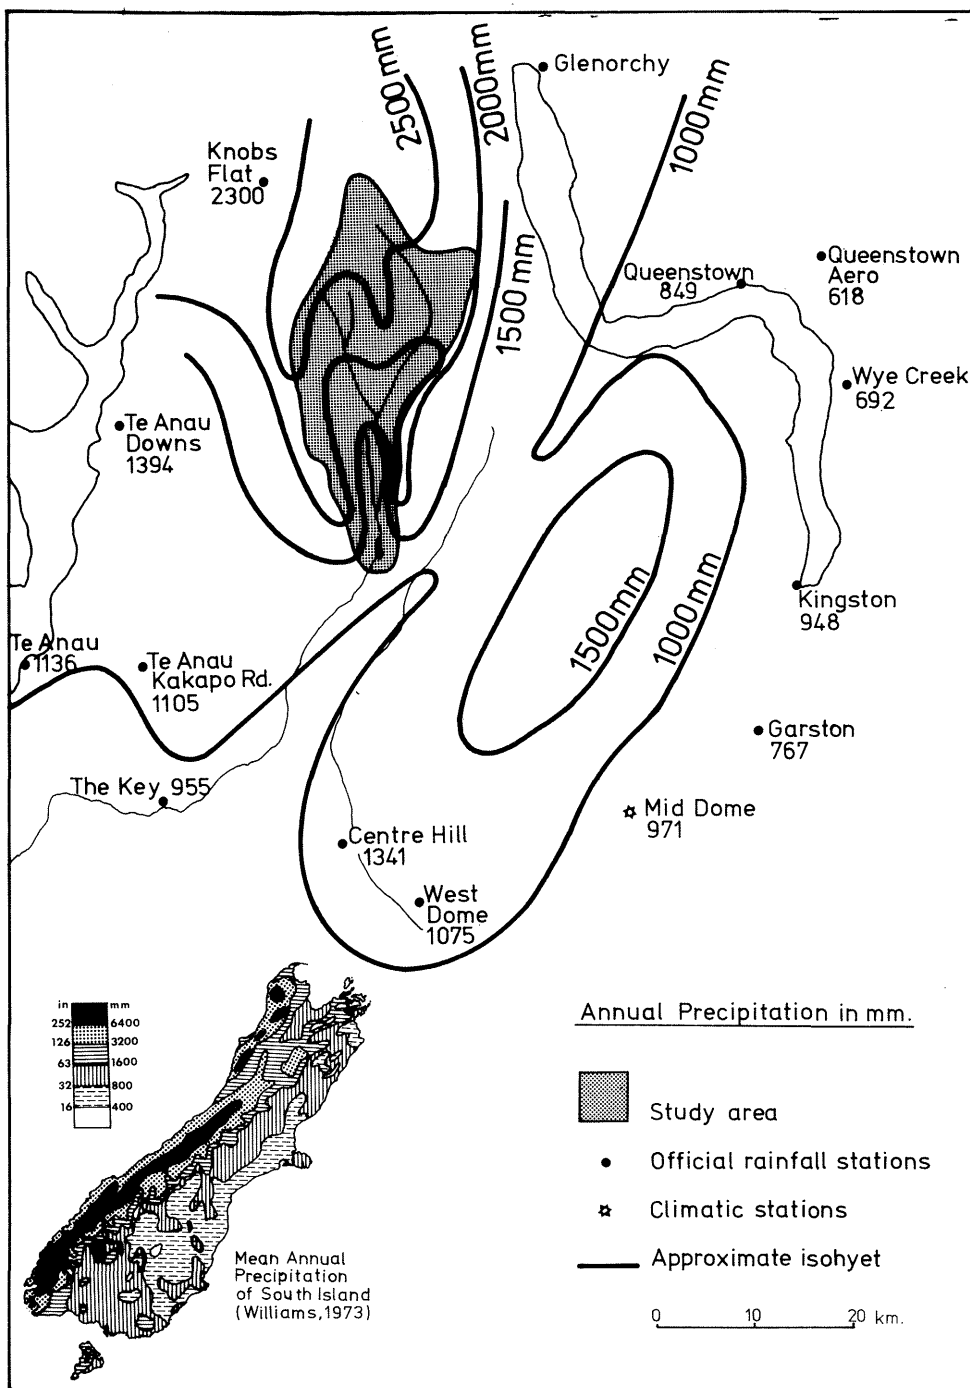 Glenorchy
2500mm
2000mm
1000mm
Knobs
Flat
2300
1500mm
Queenstown
849
Queenstown
Aero
618
Wye Creek
692
Te Anau
Downs
1394
1500mm
1000mm
Kingston
948
Te Anau
1136
Te Anau
Kakapo Rd.
1105
Garston
767
The Key 955
Mid Dome
971
Centre Hill
1341
West
Dome
1075
in mm
252 6400
126 3200
63 1600
32 800
16 400
Mean Annual
Precipitation
of South Island
(Williams,1973)
Annual Precipitation in mm.
Study area
Official rainfall stations
Climatic stations
Approximate isohyet
0 10 20 km.